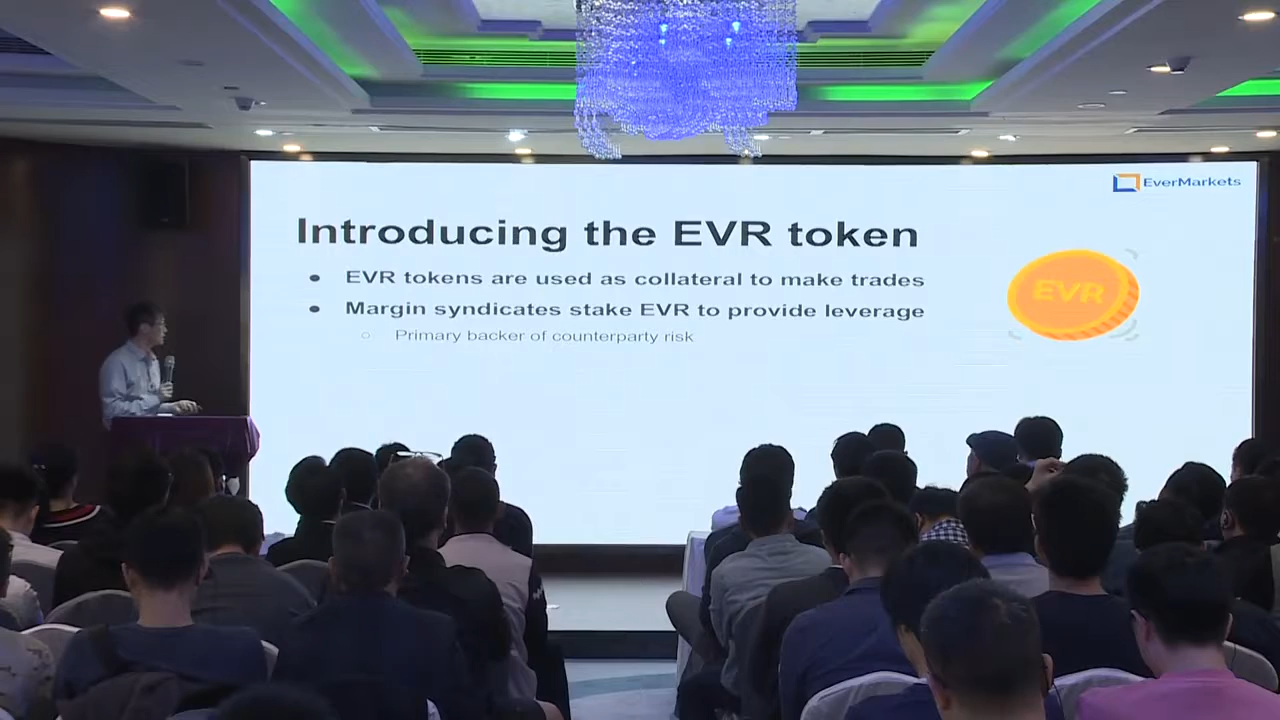 EverMarkets
Introducing the EVR token
EVR tokens are used as collateral to make trades
EVR
Margin syndicates stake EVR to provide leverage
Primary backer of counterparty risk